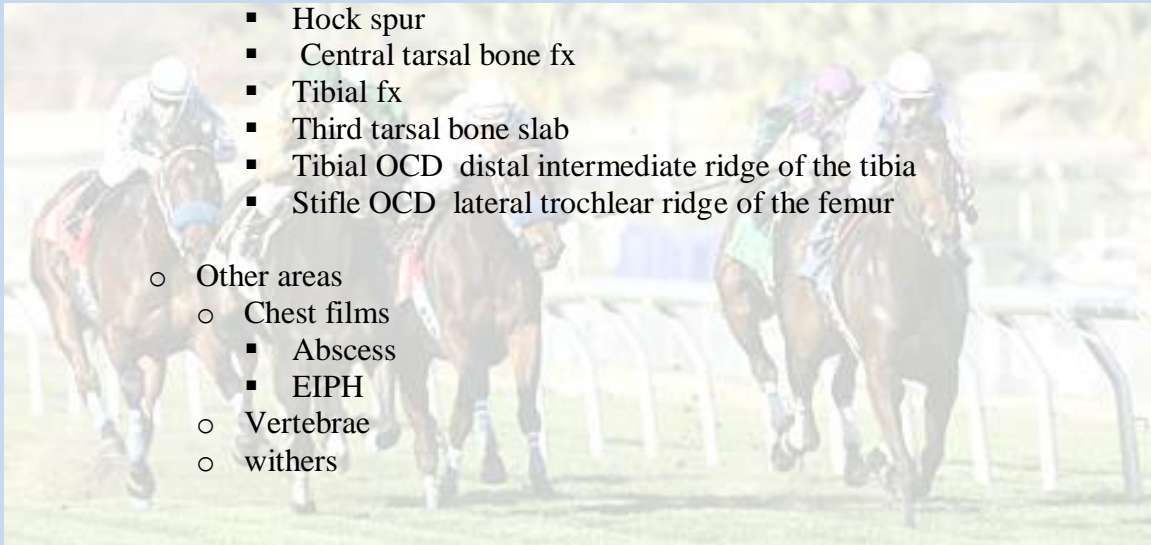 ▪ Hock spur
▪ Central tarsal bone fx
▪ Tibial fx
▪ Third tarsal bone slab
▪ Tibial OCD  distal intermediate ridge of the tibia
▪ Stifle OCD  lateral trochlear ridge of the femur
o Other areas
o Chest films
▪ Abscess
▪ EIPH
o Vertebrae
o withers